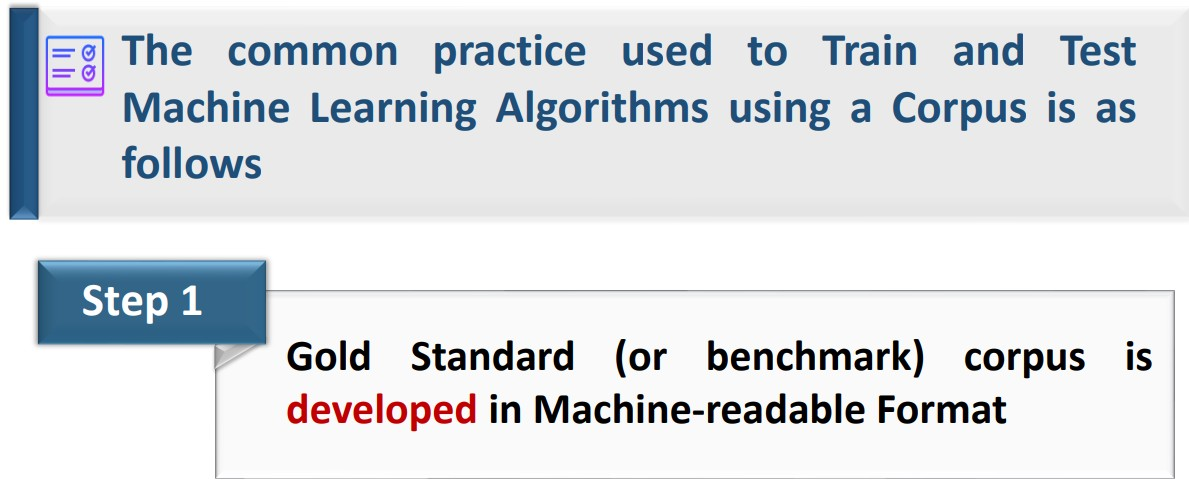 The common practice used to Train and Test
Machine Learning Algorithms using a Corpus is as
follows
Step 1
Gold Standard (or benchmark) corpus is
developed in Machine-readable Format